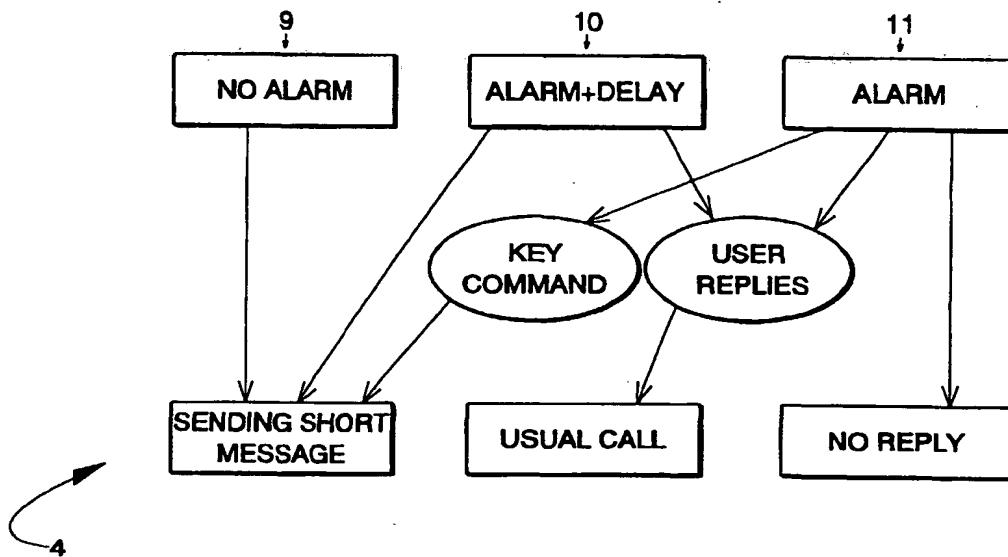 9
10
11
NO ALARM
ALARM+DELAY
ALARM
KEY
COMMAND
USER
REPLIES
SENDING SHORT
MESSAGE
USUAL CALL
NO REPLY
4